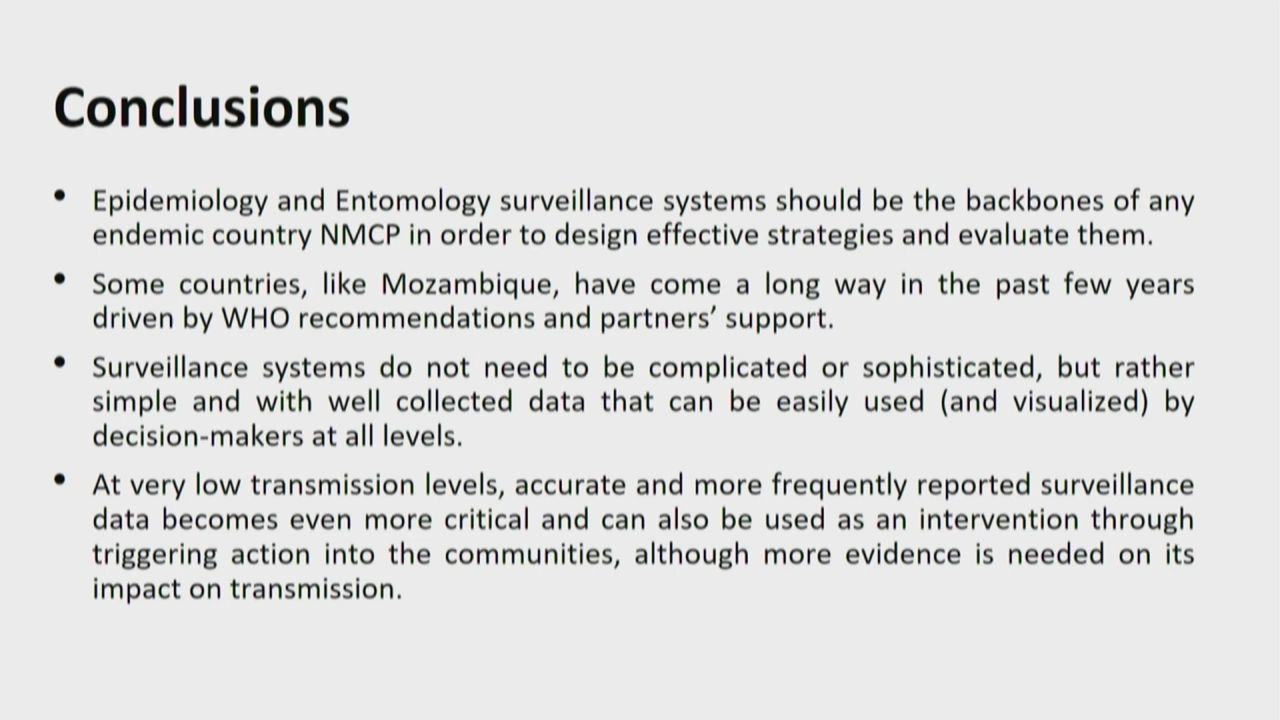 Conclusions
• Epidemiology and Entomology surveillance systems should be the backbones of any
endemic country NMCP in order to design effective strategies and evaluate them.
• Some countries, like Mozambique, have come a long way in the past few years
driven by WHO recommendations and partners’ support.
• Surveillance systems do not need to be complicated or sophisticated, but rather
simple and with well collected data that can be easily used (and visualized) by
decision-makers at all levels.
• At very low transmission levels, accurate and more frequently reported surveillance
data becomes even more critical and can also be used as an intervention through
triggering action into the communities, although more evidence is needed on its
impact on transmission.